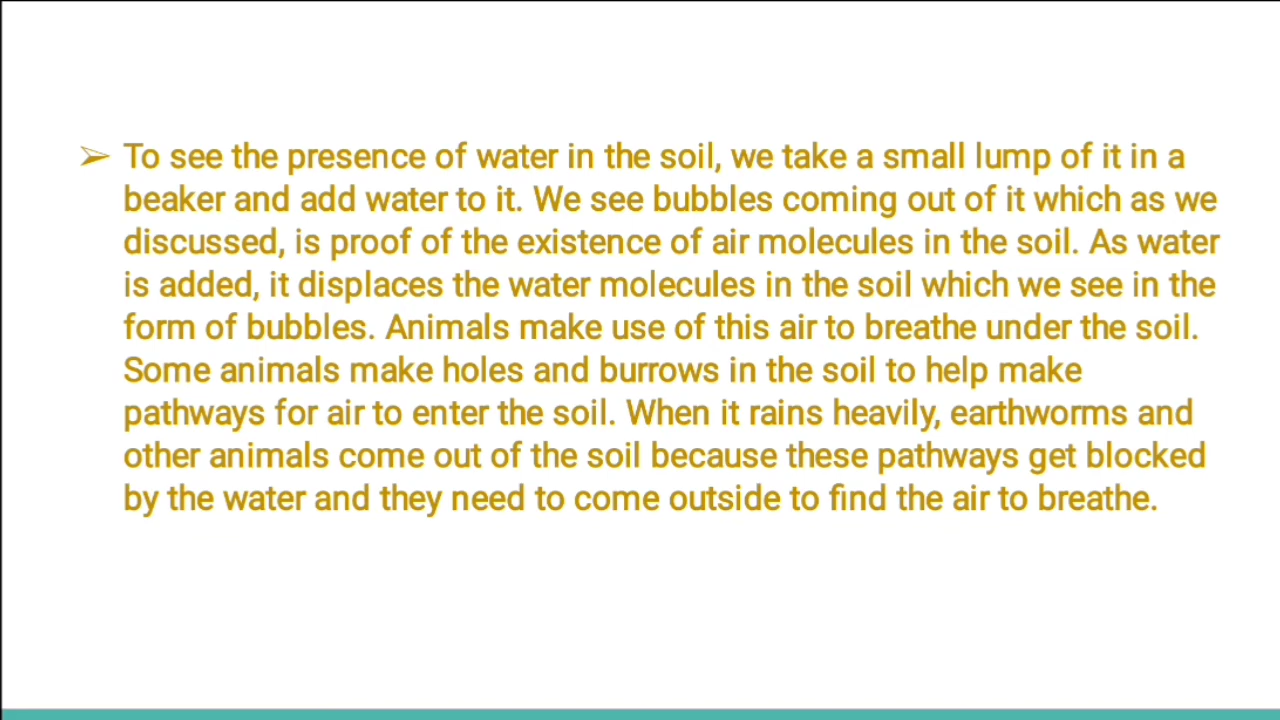 ➢ To see the presence of water in the soil, we take a small lump of it in a
beaker and add water to it. We see bubbles coming out of it which as we
discussed, is proof of the existence of air molecules in the soil. As water
is added, it displaces the water molecules in the soil which we see in the
form of bubbles. Animals make use of this air to breathe under the soil.
Some animals make holes and burrows in the soil to help make
pathways for air to enter the soil. When it rains heavily, earthworms and
other animals come out of the soil because these pathways get blocked
by the water and they need to come outside to find the air to breathe.